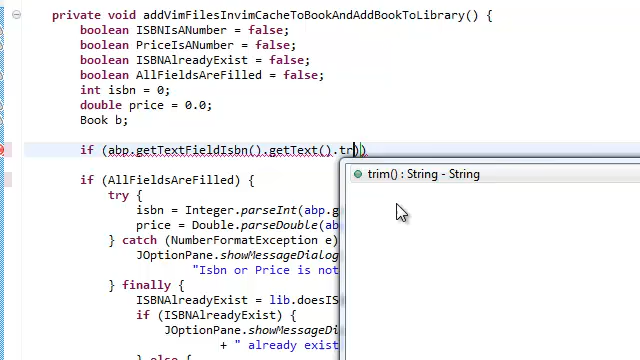 private void addVimFilesInvimCacheToBookAndAddBookToLibrary() {
boolean ISBNIsANumber = false;
boolean PriceIsANumber = false;
boolean ISBNAlreadyExist = false;
boolean AllFieldsAreFilled = false;
int isbn = 0;
double price = 0.0;
Book b;
if (abp.getTextFieldIsbn().getText().tr))
trim() : String - String
if (AllFieldsAreFilled) {
try {
isbn = Integer.parseInt(abp.g
price = Double.parseDouble(ab
} catch (NumberFormatException e)
JOptionPane.showMessageDialog
"Isbn or Price is not
} finally {
ISBNAlreadyExist = lib.doesIS
if (ISBNAlreadyExist) {
JOptionPane.showMessageDia
+ " already exist
} else {